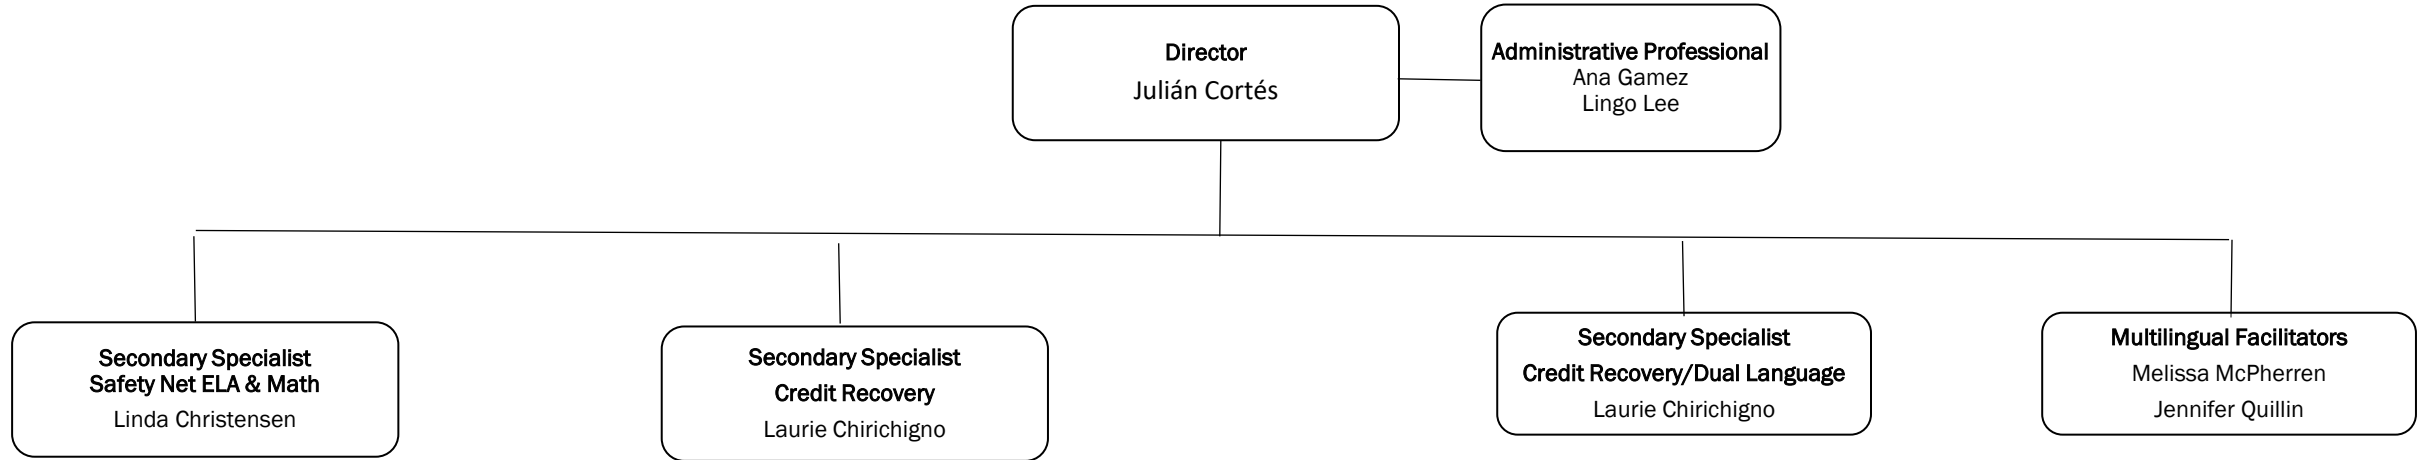 Director
Julián Cortés
Administrative Professional
Ana Gamez
Lingo Lee
Secondary Specialist
Safety Net ELA & Math
Linda Christensen
Secondary Specialist
Credit Recovery
Laurie Chirichigno
Secondary Specialist
Credit Recovery/Dual Language
Laurie Chirichigno
Multilingual Facilitators
Melissa McPherren
Jennifer Quillin